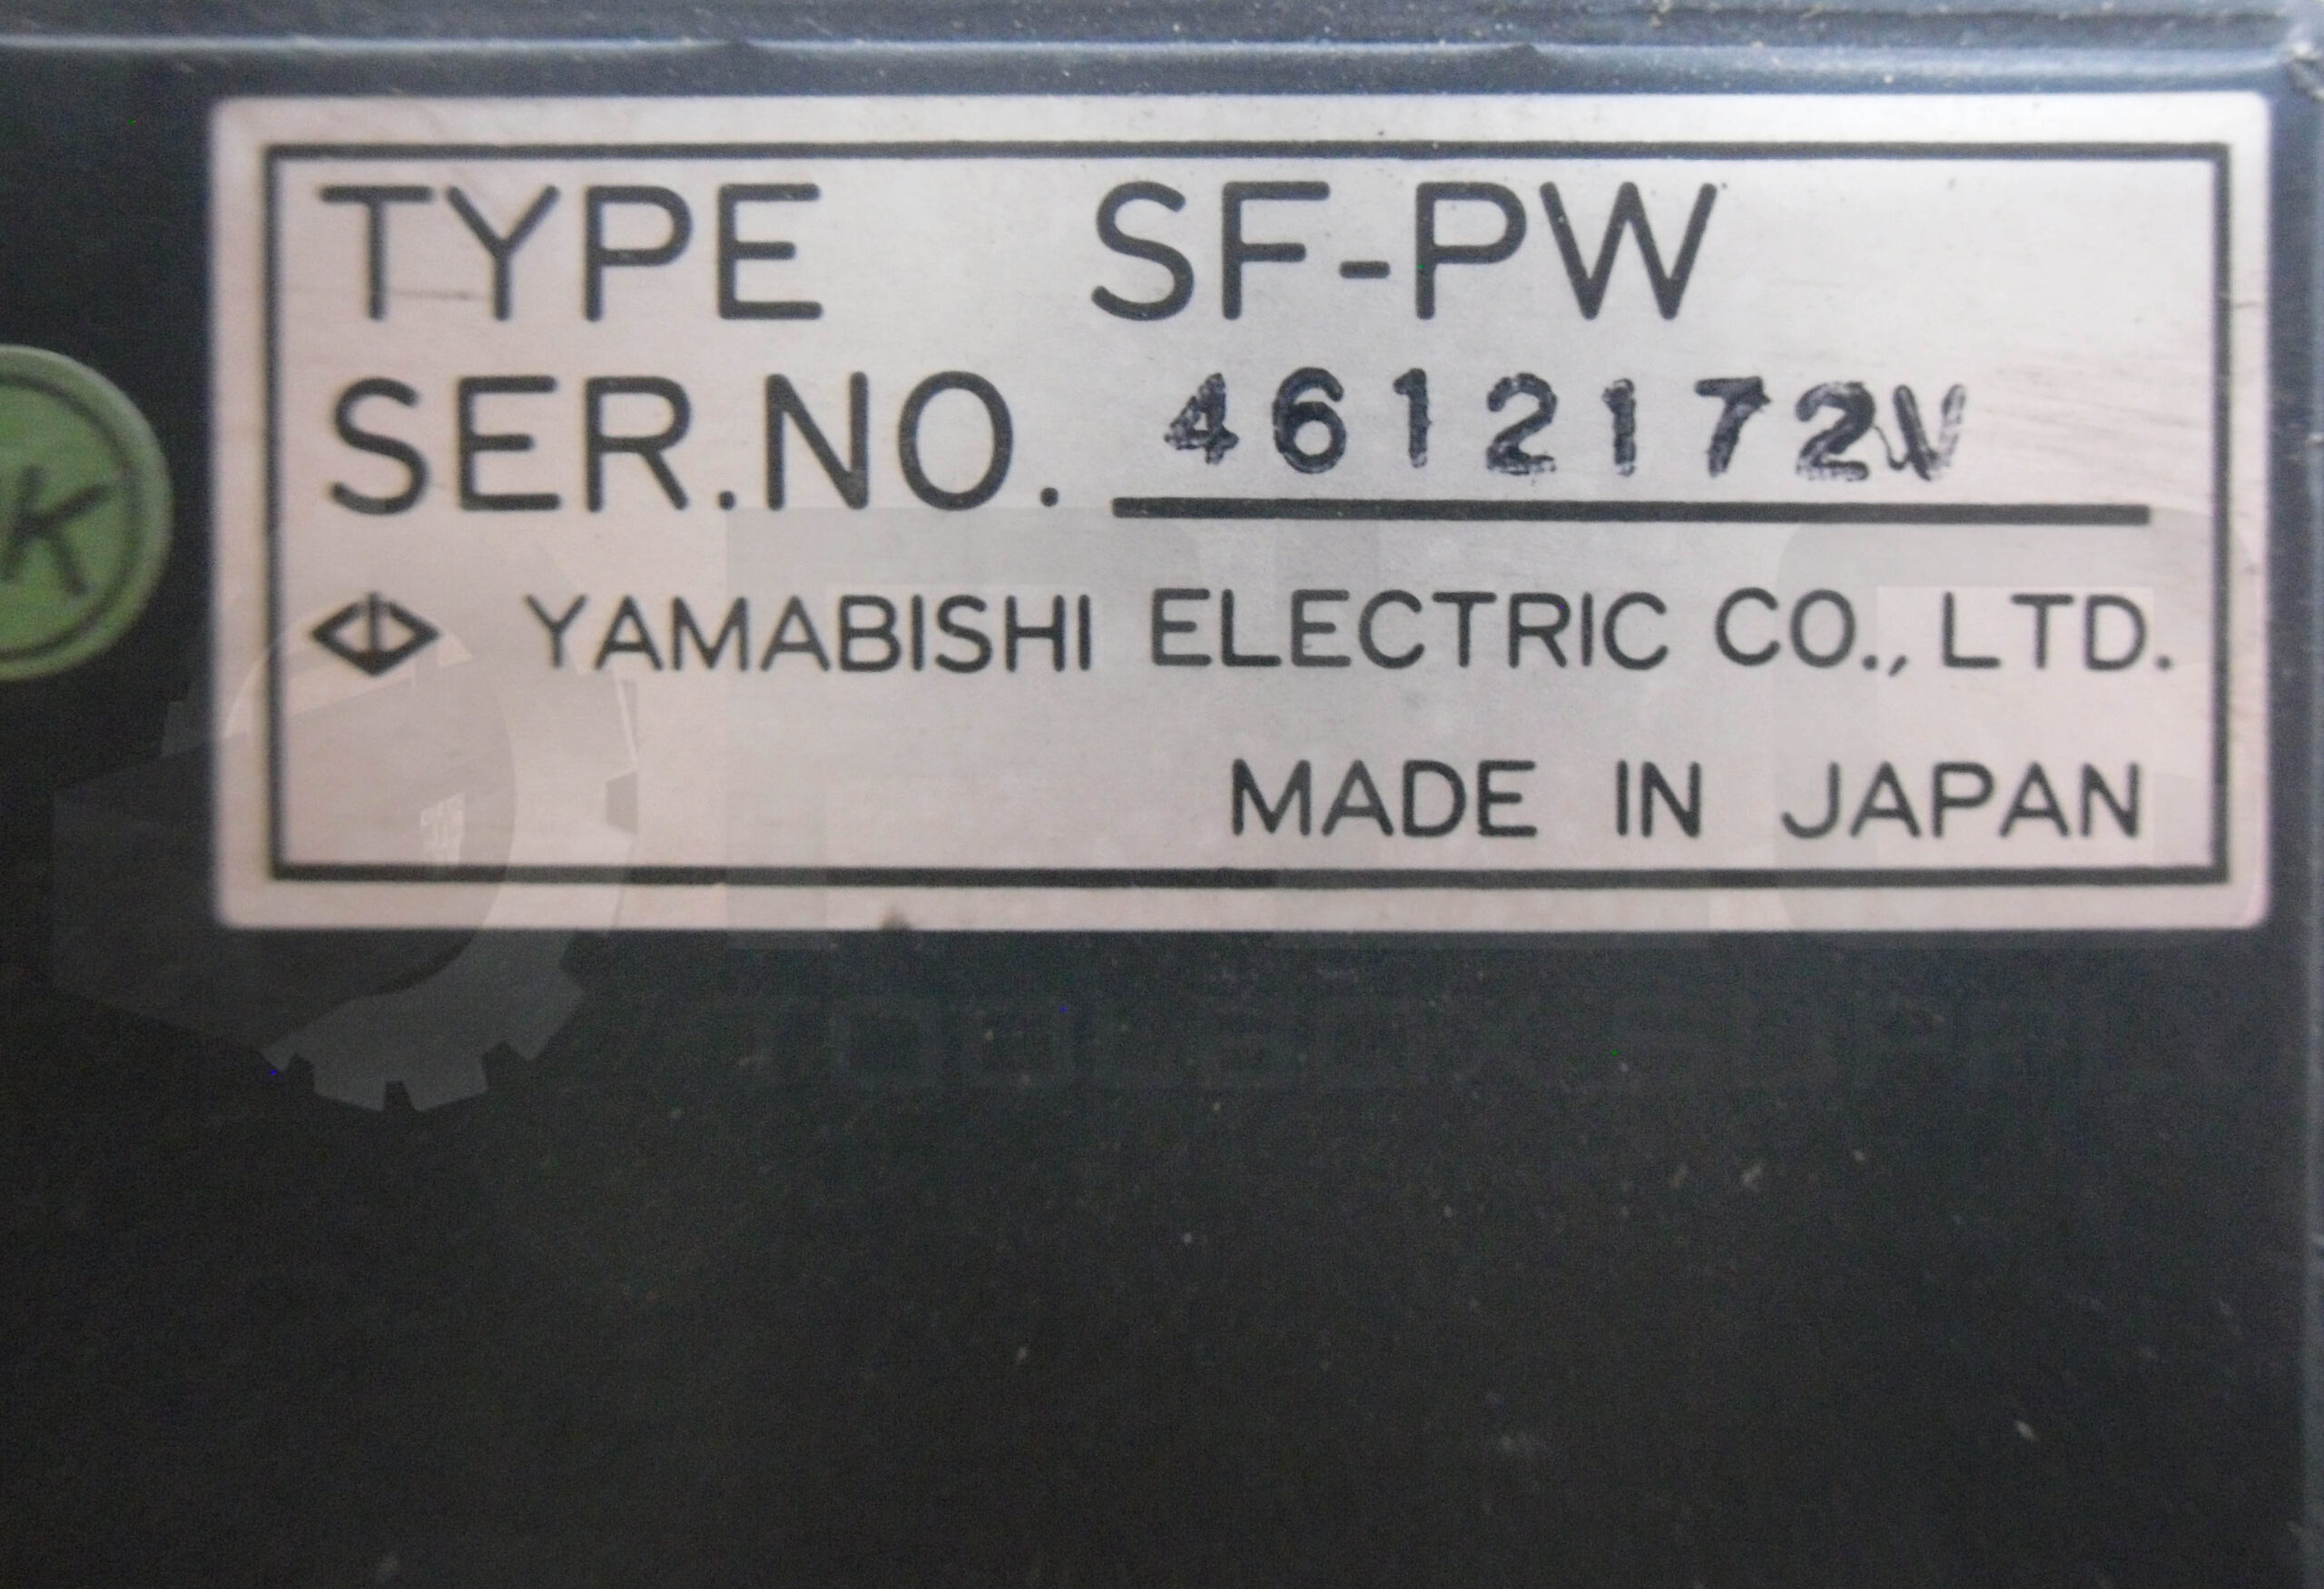 TYPE SF-PW
SER.NO. 4612172V
YAMABISHI ELECTRIC CO., LTD.
MADE IN JAPAN
K